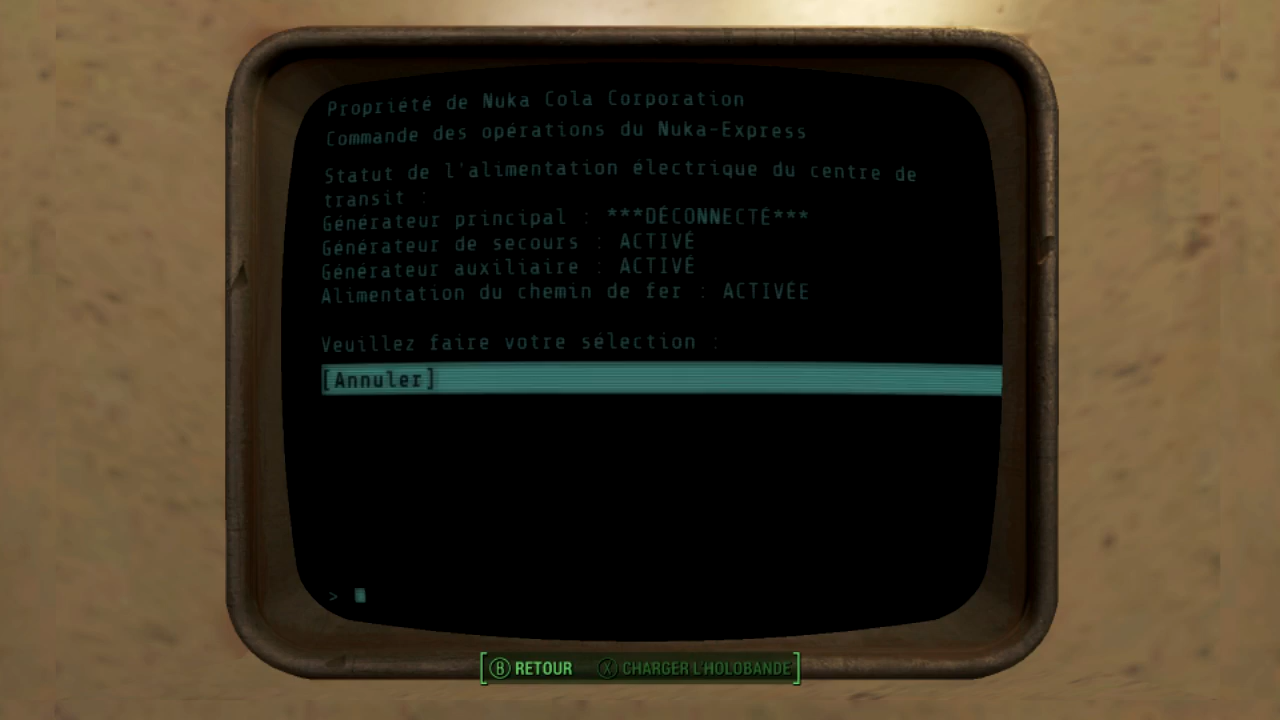 Propriété de Nuka Cola Corporation
Commande des opérations du Nuka-Express
Statut de l'alimentation électrique du centre de
transit :
Générateur principal : ***DÉCONNECTÉ***
Générateur de secours : ACTIVÉ
Générateur auxiliaire : ACTIVÉ
Alimentation du chemin de fer : ACTIVÉE
Veuillez faire votre sélection :
[Annuler]
>
B) RETOUR X) CHARGER L'HOLOBANDE